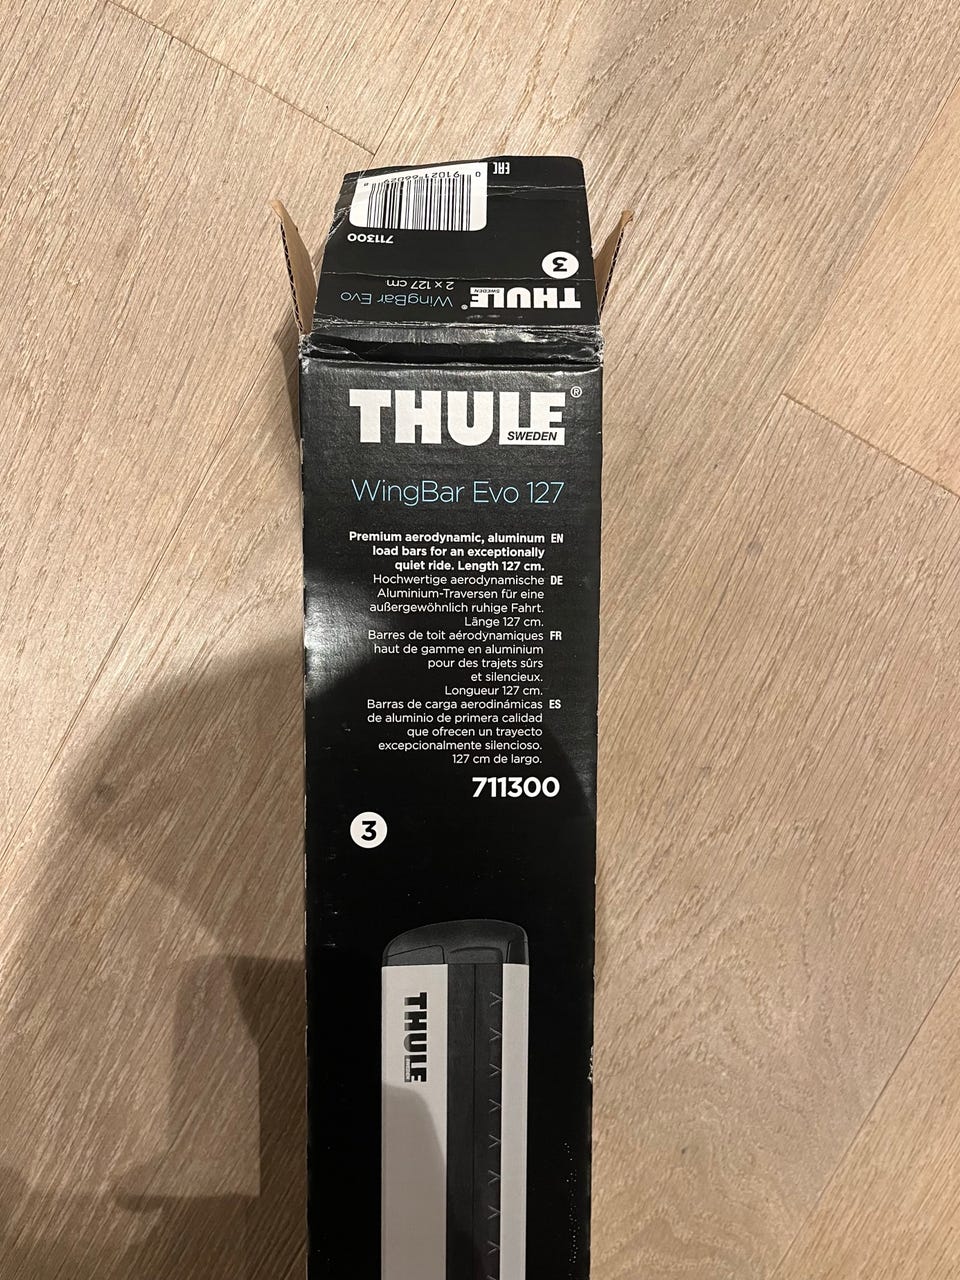 EAC
711300
3
2 x 127 cm
WingBar Evo
THULE®
SWEDEN
THULE®
SWEDEN
WingBar Evo 127
Premium aerodynamic, aluminum EN
load bars for an exceptionally
quiet ride. Length 127 cm.
Hochwertige aerodynamische DE
Aluminium-Traversen für eine
außergewöhnlich ruhige Fahrt.
Länge 127 cm.
Barres de toit aérodynamiques FR
haut de gamme en aluminium
pour des trajets sûrs
et silencieux.
Longueur 127 cm.
Barras de carga aerodinámicas ES
de aluminio de primera calidad
que ofrecen un trayecto
excepcionalmente silencioso.
127 cm de largo.
711300
3
THULE
SWEDEN